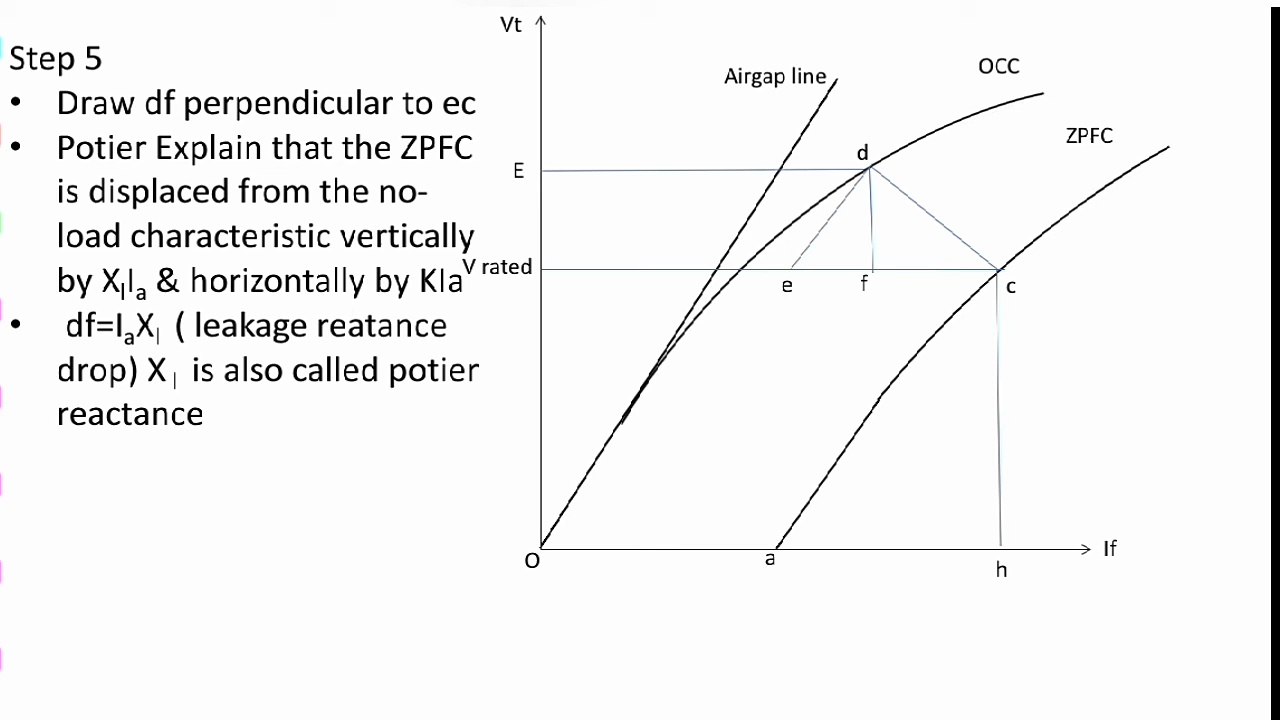 Step 5
• Draw df perpendicular to ec
• Potier Explain that the ZPFC
is displaced from the no-
load characteristic vertically
by XlIa & horizontally by KIa
• df=IaXl ( leakage reatance
drop) Xl is also called potier
reactance
Vt
Airgap line
OCC
ZPFC
d
E
V rated
e
f
c
O
a
h
If